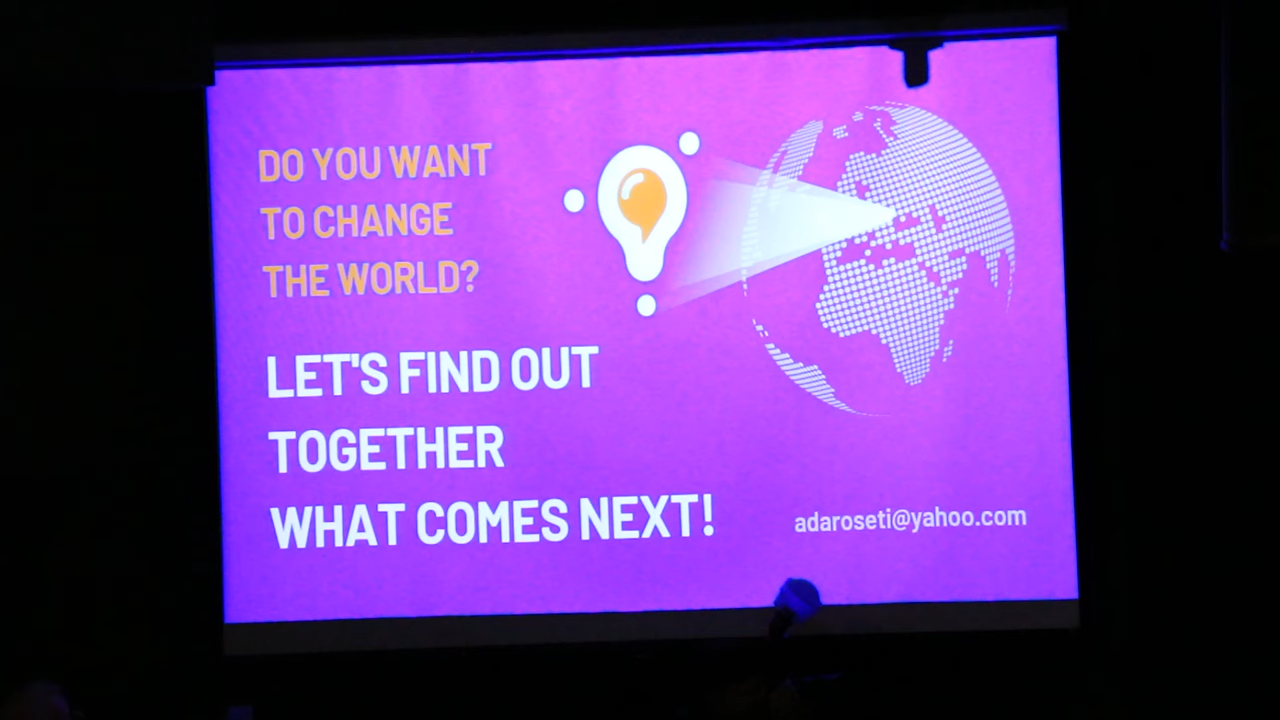 DO YOU WANT
TO CHANGE
THE WORLD?
LET'S FIND OUT
TOGETHER
WHAT COMES NEXT!
adaroseti@yahoo.com